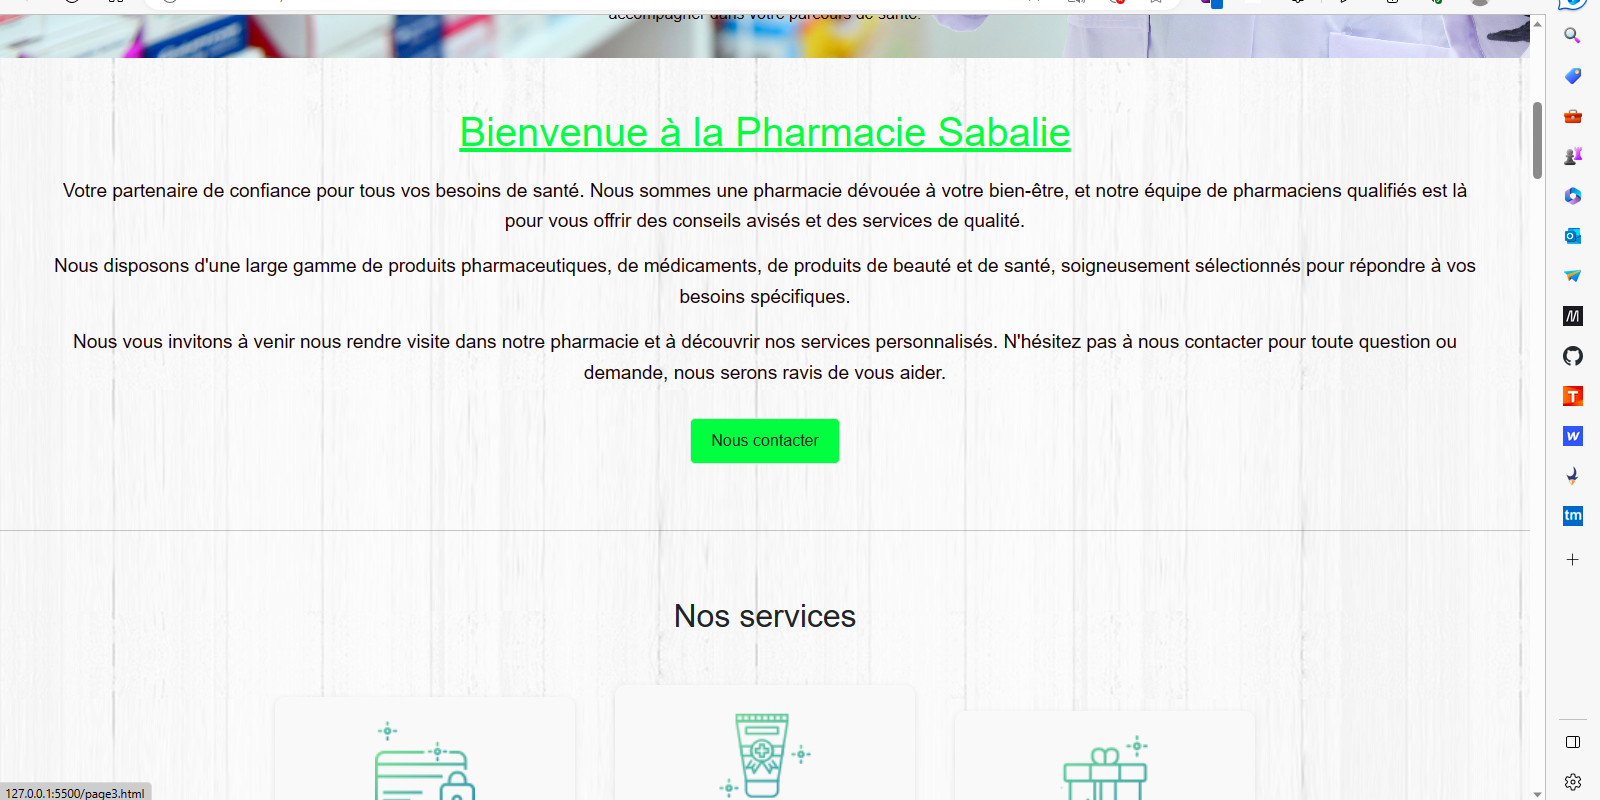 accompagner dans votre parcours de santé.
Bienvenue à la Pharmacie Sabalie
Votre partenaire de confiance pour tous vos besoins de santé. Nous sommes une pharmacie dévouée à votre bien-être, et notre équipe de pharmaciens qualifiés est là
pour vous offrir des conseils avisés et des services de qualité.
Nous disposons d'une large gamme de produits pharmaceutiques, de médicaments, de produits de beauté et de santé, soigneusement sélectionnés pour répondre à vos
besoins spécifiques.
Nous vous invitons à venir nous rendre visite dans notre pharmacie et à découvrir nos services personnalisés. N'hésitez pas à nous contacter pour toute question ou
demande, nous serons ravis de vous aider.
Nous contacter
Nos services
127.0.0.1:5500/page3.html
T
w
tm